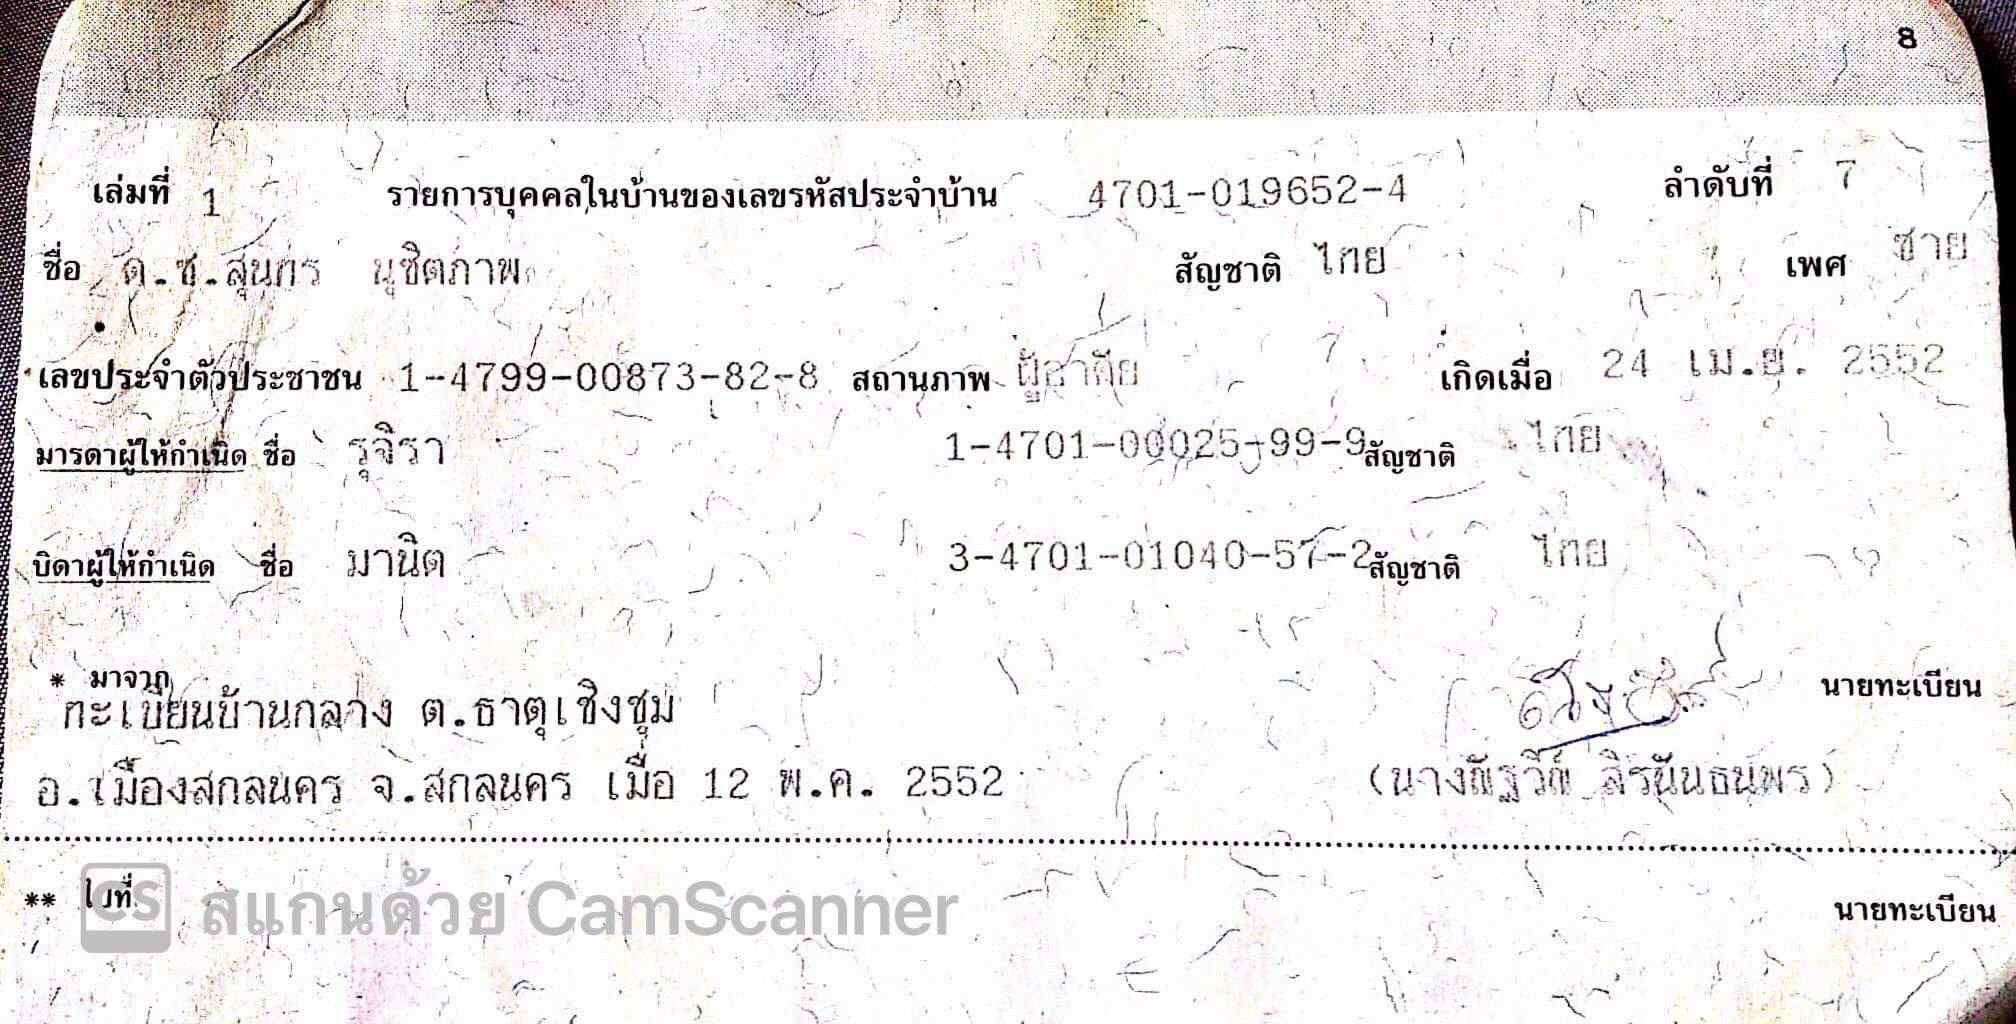 8
เล่มที่ 1 รายการบุคคลในบ้านของเลขรหัสประจำบ้าน 4701-019652-4 ลำดับที่ 7
ชื่อ ด.ช.สุนทร นุชิตภาพ สัญชาติ ไทย เพศ ชาย
เลขประจำตัวประชาชน 1-4799-00873-82-8 สถานภาพ ผู้อาศัย เกิดเมื่อ 24 เม.ย. 2552
มารดาผู้ให้กำเนิด ชื่อ รุจิรา 1-4701-00025-99-9 สัญชาติ ไทย
บิดาผู้ให้กำเนิด ชื่อ มานิต 3-4701-01040-57-2 สัญชาติ ไทย
* มาจาก นายทะเบียน
ทะเบียนบ้านกลาง ต.ธาตุเชิงชุม
อ.เมืองสกลนคร จ.สกลนคร เมื่อ 12 พ.ค. 2552 (นางณัฐวีณ์ สิรนันธนพร)
** ไปที่ นายทะเบียน
CS สแกนด้วย CamScanner